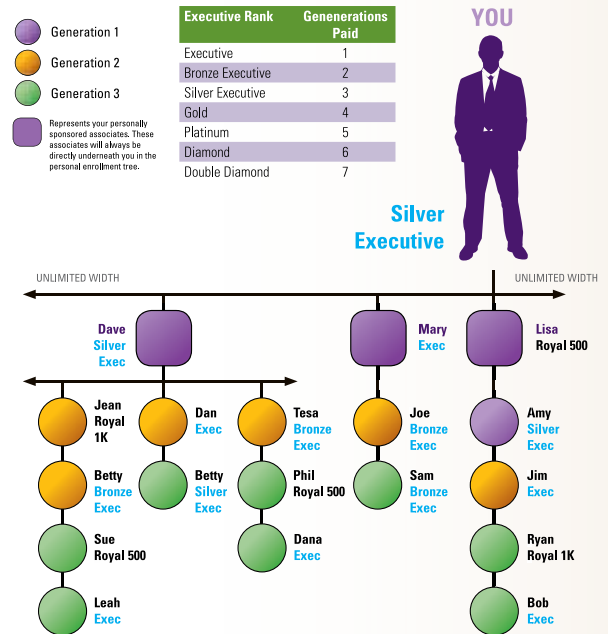 Generation 1
Generation 2
Generation 3
Represents your personally
sponsored associates. These
associates will always be
directly underneath you in the
personal enrollment tree.
Executive Rank Genenerations
Paid
Executive 1
Bronze Executive 2
Silver Executive 3
Gold 4
Platinum 5
Diamond 6
Double Diamond 7
YOU
Silver
Executive
UNLIMITED WIDTH
UNLIMITED WIDTH
Dave
Silver
Exec
Mary
Exec
Lisa
Royal 500
Jean
Royal
1K
Dan
Exec
Tesa
Bronze
Exec
Joe
Bronze
Exec
Amy
Silver
Exec
Betty
Bronze
Exec
Betty
Silver
Exec
Phil
Royal 500
Sam
Bronze
Exec
Jim
Exec
Sue
Royal 500
Dana
Exec
Ryan
Royal 1K
Leah
Exec
Bob
Exec